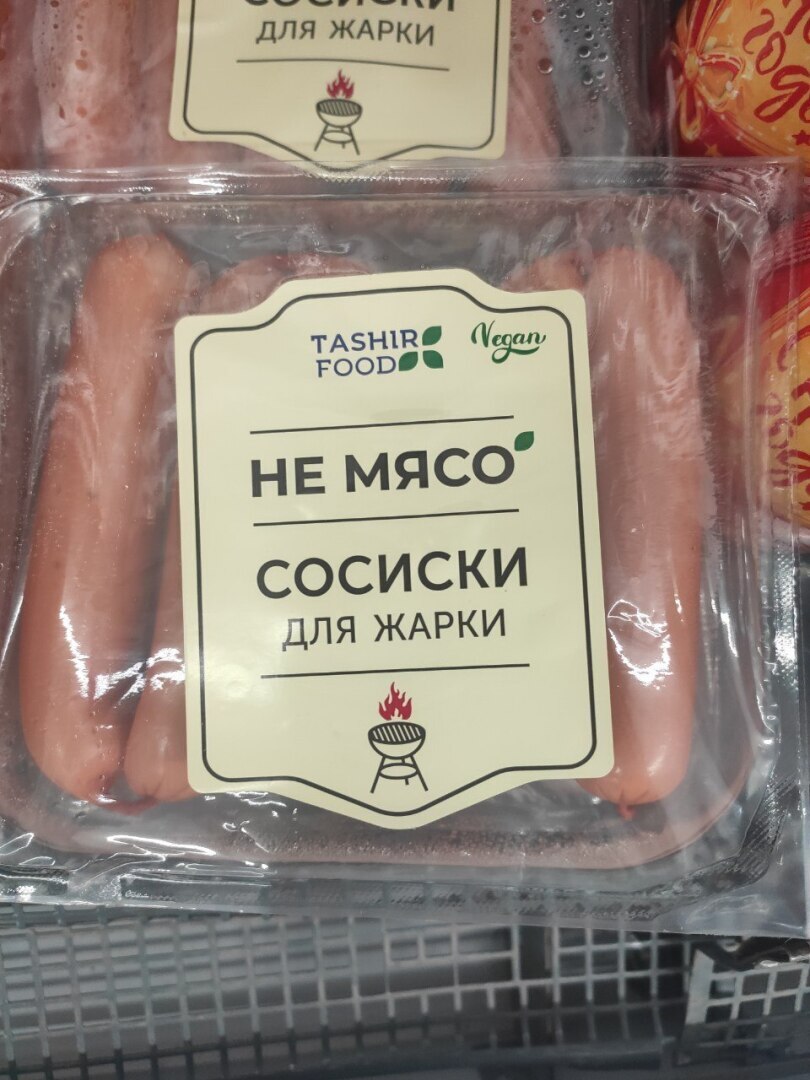 СОСИСКИ
ДЛЯ ЖАРКИ
TASHIR
FOOD
Vegan
НЕ МЯСО
СОСИСКИ
ДЛЯ ЖАРКИ